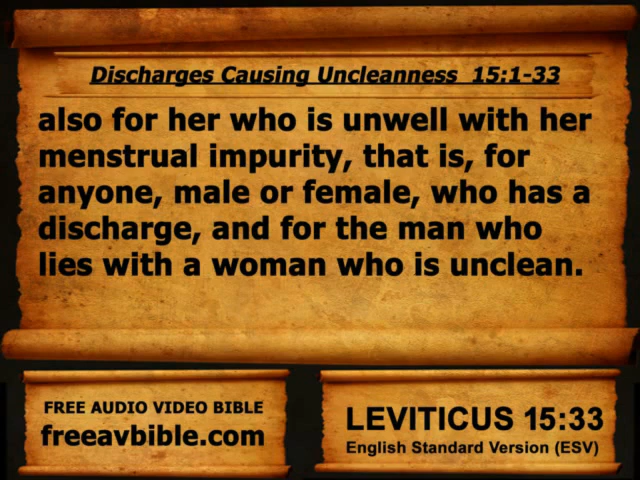 Discharges Causing Uncleanness 15:1-33
also for her who is unwell with her
menstrual impurity, that is, for
anyone, male or female, who has a
discharge, and for the man who
lies with a woman who is unclean.
FREE AUDIO VIDEO BIBLE
freeavbible.com
LEVITICUS 15:33
English Standard Version (ESV)